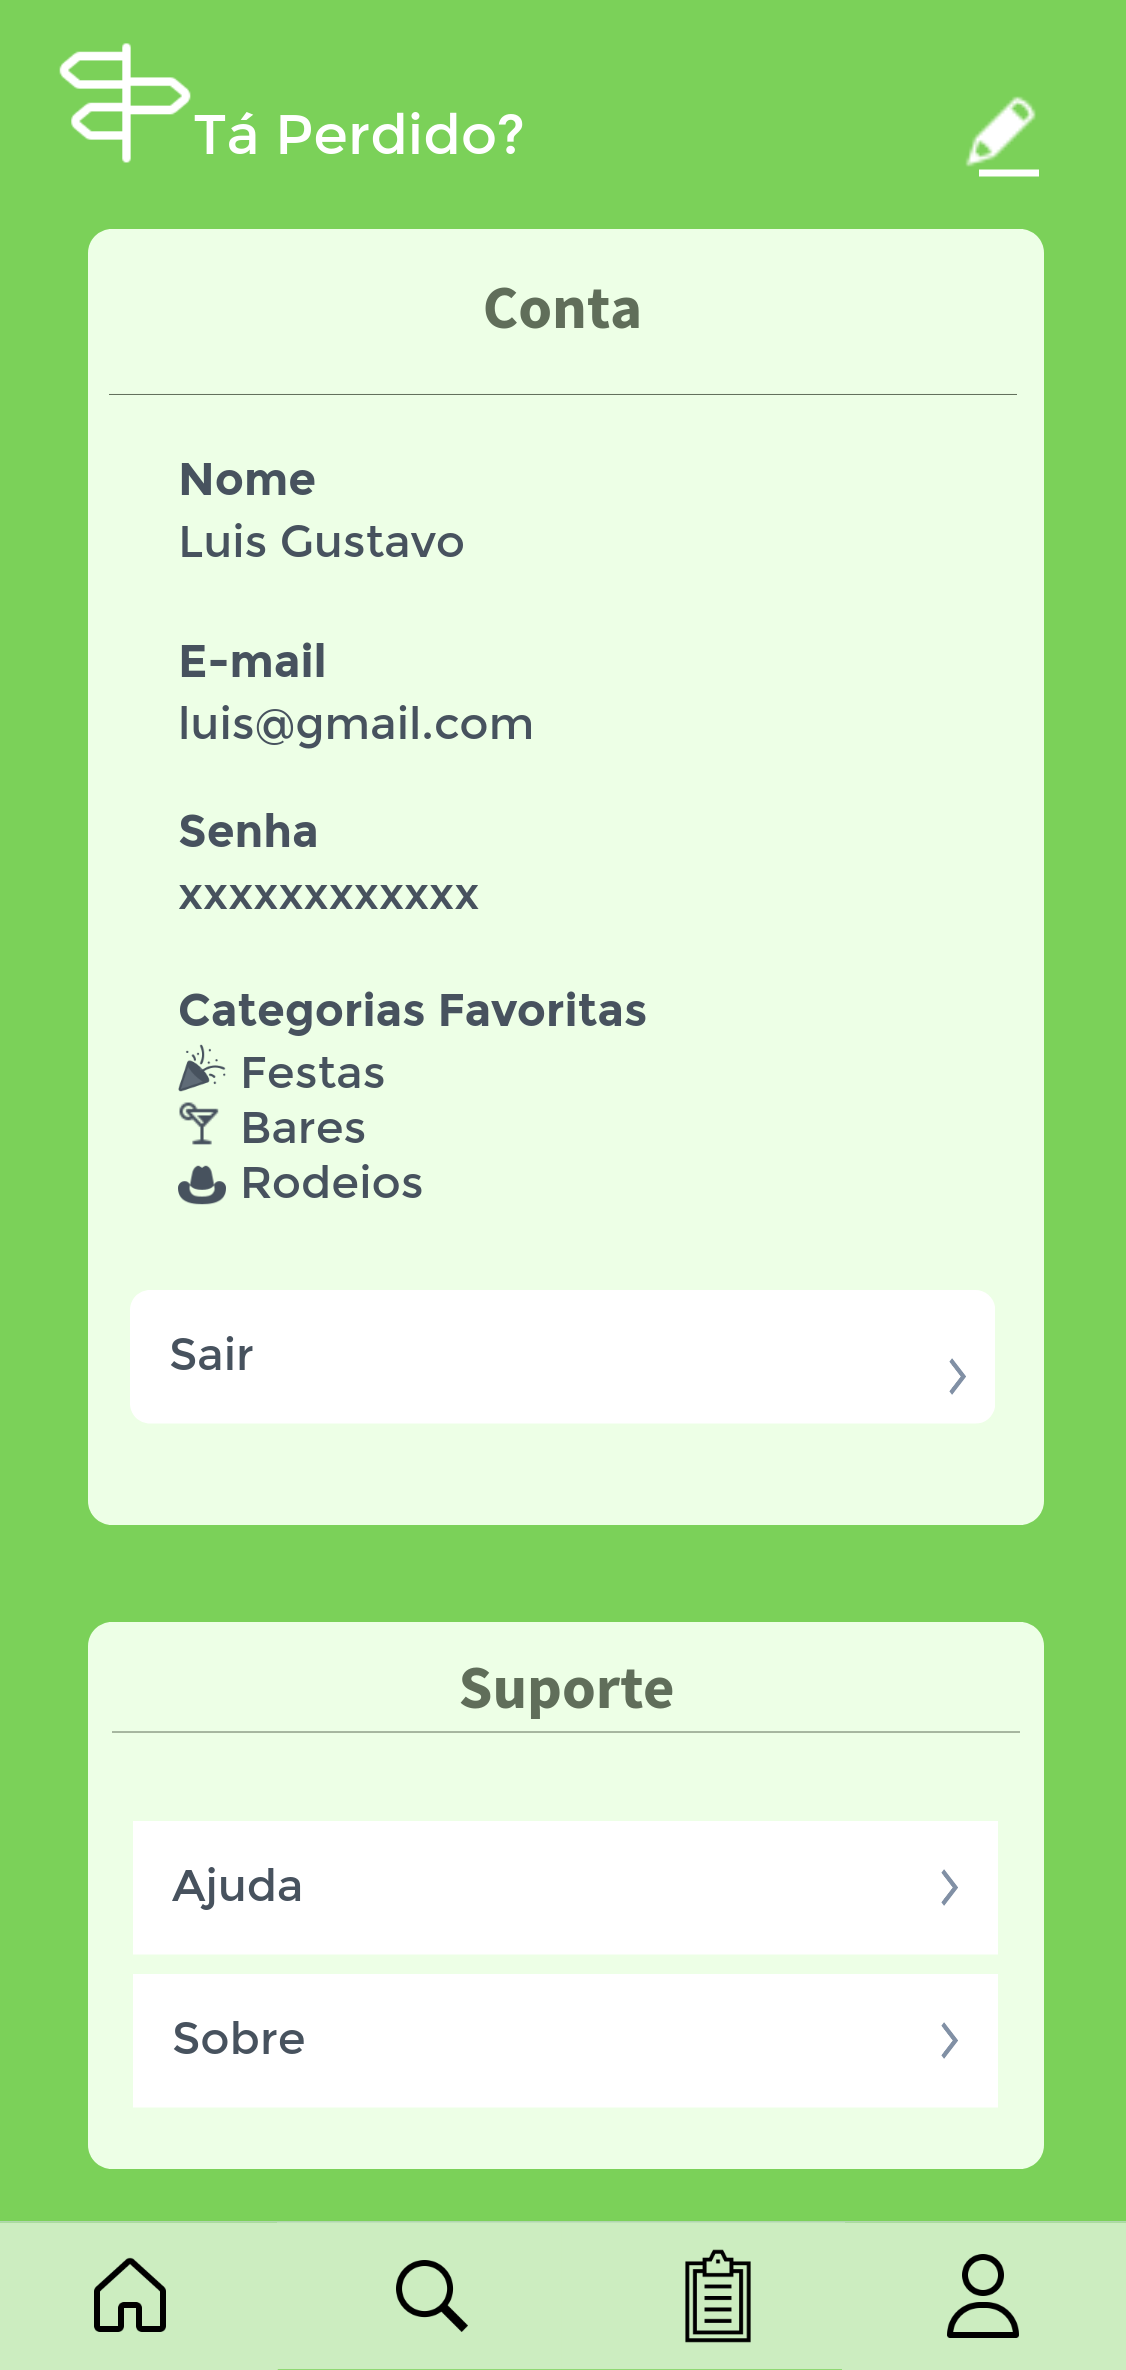 Tá Perdido?
Conta
Nome
Luis Gustavo
E-mail
luis@gmail.com
Senha
xxxxxxxxxxxx
Categorias Favoritas
Festas
Bares
Rodeios
Sair
Suporte
Ajuda
Sobre